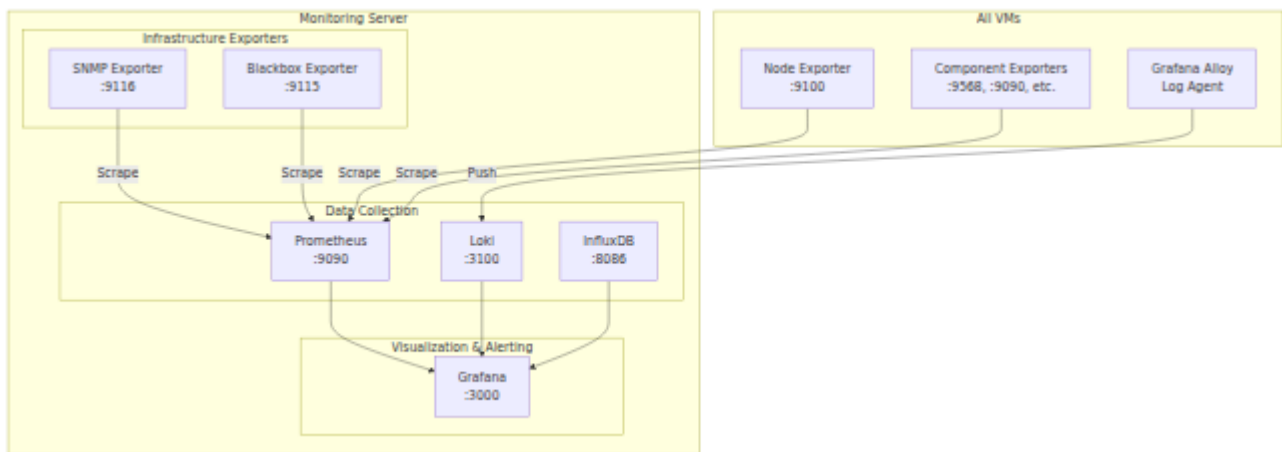 Monitoring Server
Infrastructure Exporters
SNMP Exporter
:9116
Blackbox Exporter
:9115
All VMs
Node Exporter
:9100
Component Exporters
:9568, :9090, etc.
Grafana Alloy
Log Agent
Scrape
Scrape
Scrape
Scrape
Push
Data Collection
Prometheus
:9090
Loki
:3100
InfluxDB
:8086
Visualization & Alerting
Grafana
:3000